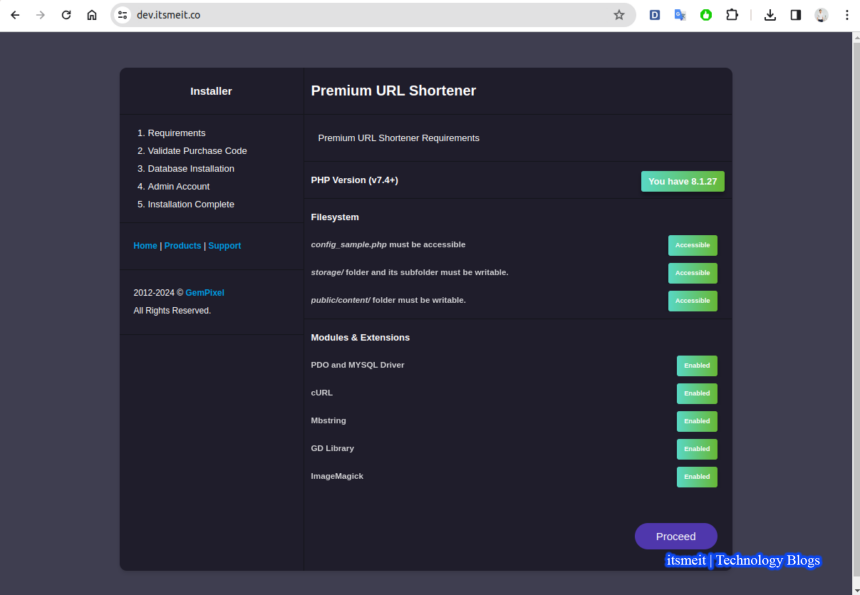 dev.itsmeit.co
Installer
1. Requirements
2. Validate Purchase Code
3. Database Installation
4. Admin Account
5. Installation Complete
Home | Products | Support
2012-2024 © GemPixel
All Rights Reserved.
Premium URL Shortener
Premium URL Shortener Requirements
PHP Version (v7.4+) You have 8.1.27
Filesystem
config_sample.php must be accessible Accessible
storage/ folder and its subfolder must be writable. Accessible
public/content/ folder must be writable. Accessible
Modules & Extensions
PDO and MYSQL Driver Enabled
cURL Enabled
Mbstring Enabled
GD Library Enabled
ImageMagick Enabled
Proceed
itsmeit | Technology Blogs